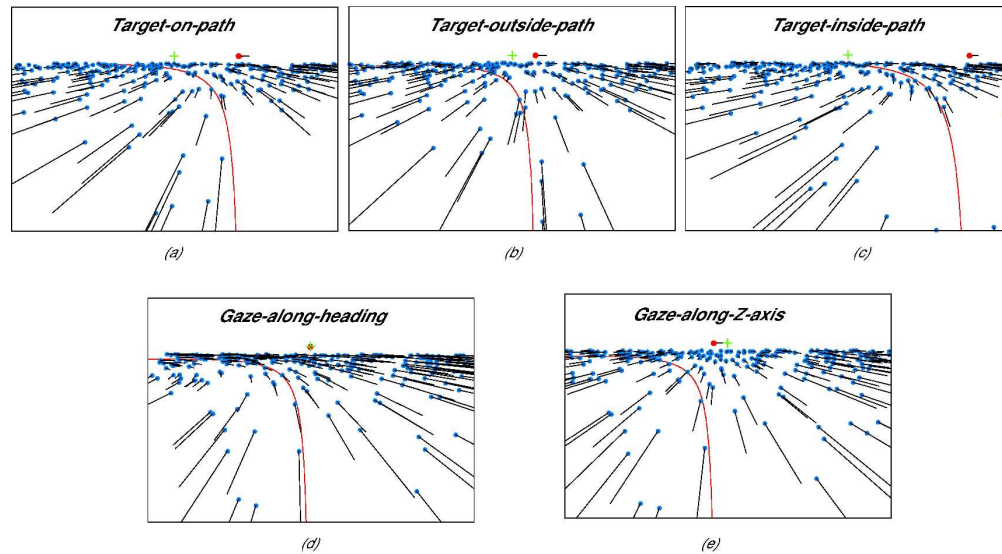 Target-on-path
Target-outside-path
Target-inside-path
(a)
(b)
(c)
Gaze-along-heading
Gaze-along-Z-axis
(d)
(e)